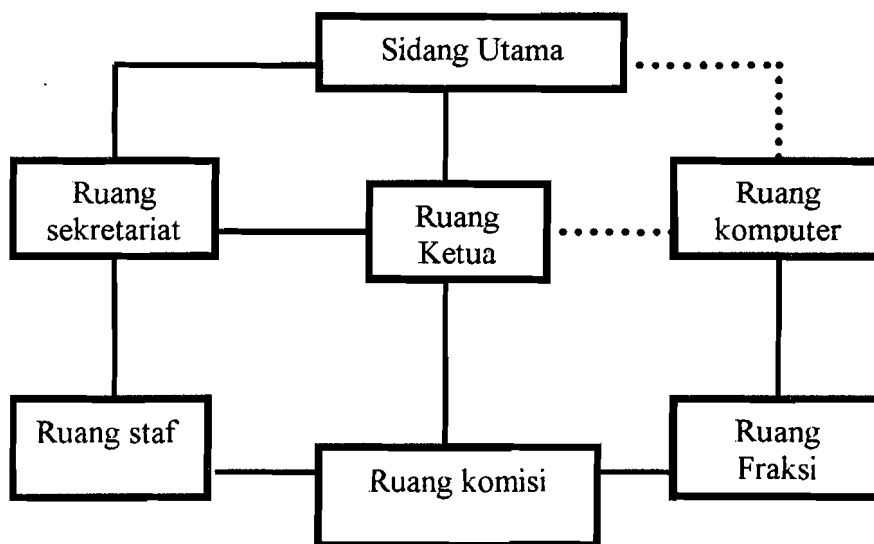 Sidang Utama
Ruang
sekretariat
Ruang
Ketua
Ruang
komputer
Ruang staf
Ruang komisi
Ruang
Fraksi